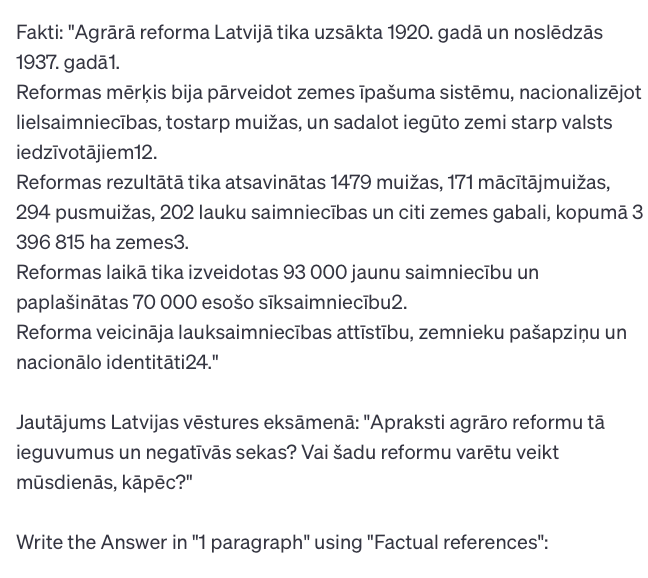 Fakti: "Agrārā reforma Latvijā tika uzsākta 1920. gadā un noslēdzās
1937. gadā1.
Reformas mērķis bija pārveidot zemes īpašuma sistēmu, nacionalizējot
lielsaimniecības, tostarp muižas, un sadalot iegūto zemi starp valsts
iedzīvotājiem12.
Reformas rezultātā tika atsavinātas 1479 muižas, 171 mācītājmuižas,
294 pusmuižas, 202 lauku saimniecības un citi zemes gabali, kopumā 3
396 815 ha zemes3.
Reformas laikā tika izveidotas 93 000 jaunu saimniecību un
paplašinātas 70 000 esošo sīksaimniecību2.
Reforma veicināja lauksaimniecības attīstību, zemnieku pašapziņu un
nacionālo identitāti24."

Jautājums Latvijas vēstures eksāmenā: "Apraksti agrāro reformu tā
ieguvumus un negatīvās sekas? Vai šadu reformu varētu veikt
mūsdienās, kāpēc?"

Write the Answer in "1 paragraph" using "Factual references":